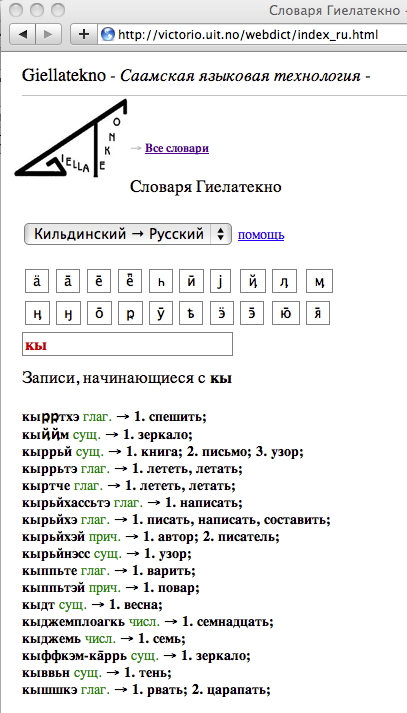 Словаря Гиелатекно -
http://victorio.uit.no/webdict/index_ru.html
Giellatekno - Саамская языковая технология -
GIELLATEKNO
→ Все словари
Словаря Гиелатекно
Кильдинский → Русский помощь
ӓ а̄ е̄ ё̄ һ ӣ ј ҋ ӆ ӎ
ӊ ӈ о̄ ҏ ӯ ҍ ӭ э̄ ю̄ я̄
кы
Записи, начинающиеся с кы
кыҏҏтхэ глаг. → 1. спешить;
кыҋҋм сущ. → 1. зеркало;
кыррьй сущ. → 1. книга; 2. письмо; 3. узор;
кыррьтэ глаг. → 1. лететь, летать;
кыртче глаг. → 1. лететь, летать;
кырьйхассьтэ глаг. → 1. написать;
кырьйхэ глаг. → 1. писать, написать, составить;
кырьйхэй прич. → 1. автор; 2. писатель;
кырьйнэсс сущ. → 1. узор;
кыппьте глаг. → 1. варить;
кыппьтэй прич. → 1. повар;
кыдт сущ. → 1. весна;
кыджемплоагкь числ. → 1. семнадцать;
кыджемь числ. → 1. семь;
кыффкэм-ка̄ррь сущ. → 1. зеркало;
кыввьн сущ. → 1. тень;
кышшкэ глаг. → 1. рвать; 2. царапать;